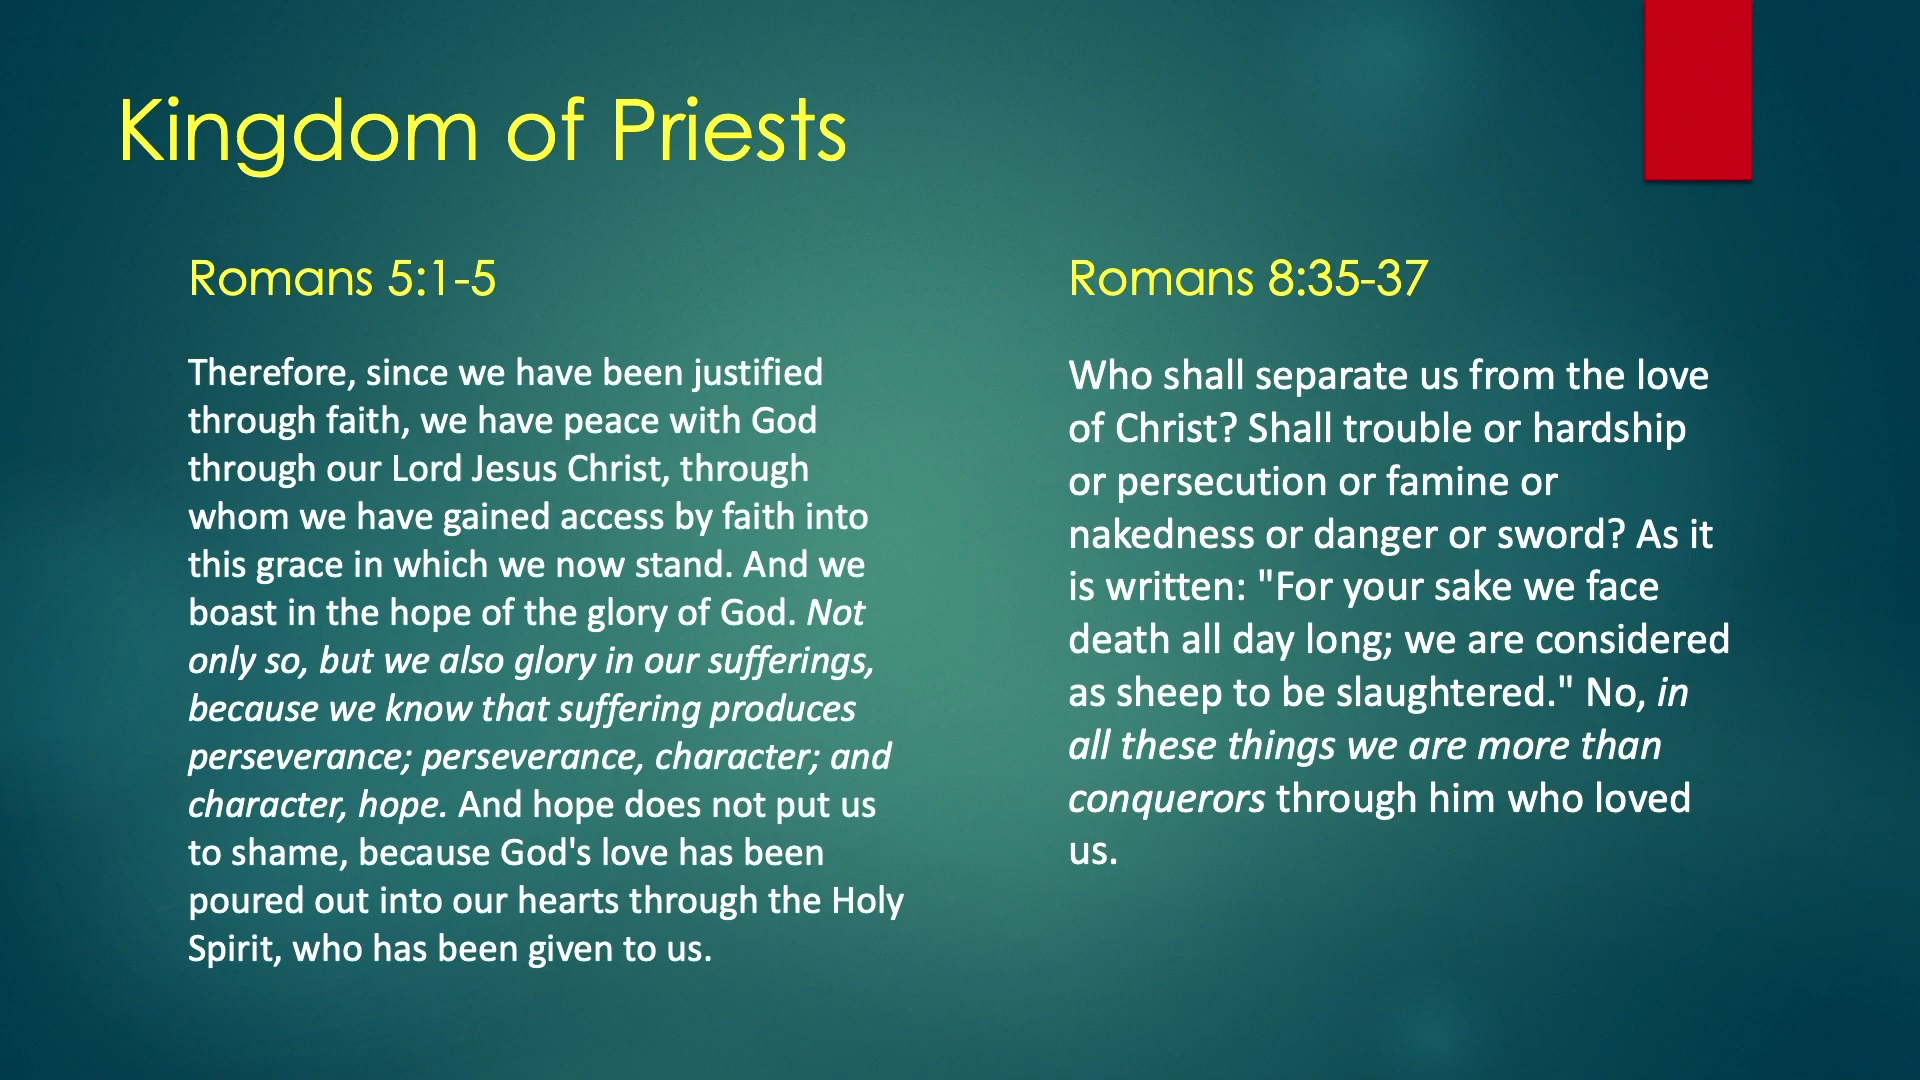 Kingdom of Priests
Romans 5:1-5
Therefore, since we have been justified
through faith, we have peace with God
through our Lord Jesus Christ, through
whom we have gained access by faith into
this grace in which we now stand. And we
boast in the hope of the glory of God. Not
only so, but we also glory in our sufferings,
because we know that suffering produces
perseverance; perseverance, character; and
character, hope. And hope does not put us
to shame, because God's love has been
poured out into our hearts through the Holy
Spirit, who has been given to us.
Romans 8:35-37
Who shall separate us from the love
of Christ? Shall trouble or hardship
or persecution or famine or
nakedness or danger or sword? As it
is written: "For your sake we face
death all day long; we are considered
as sheep to be slaughtered." No, in
all these things we are more than
conquerors through him who loved
us.